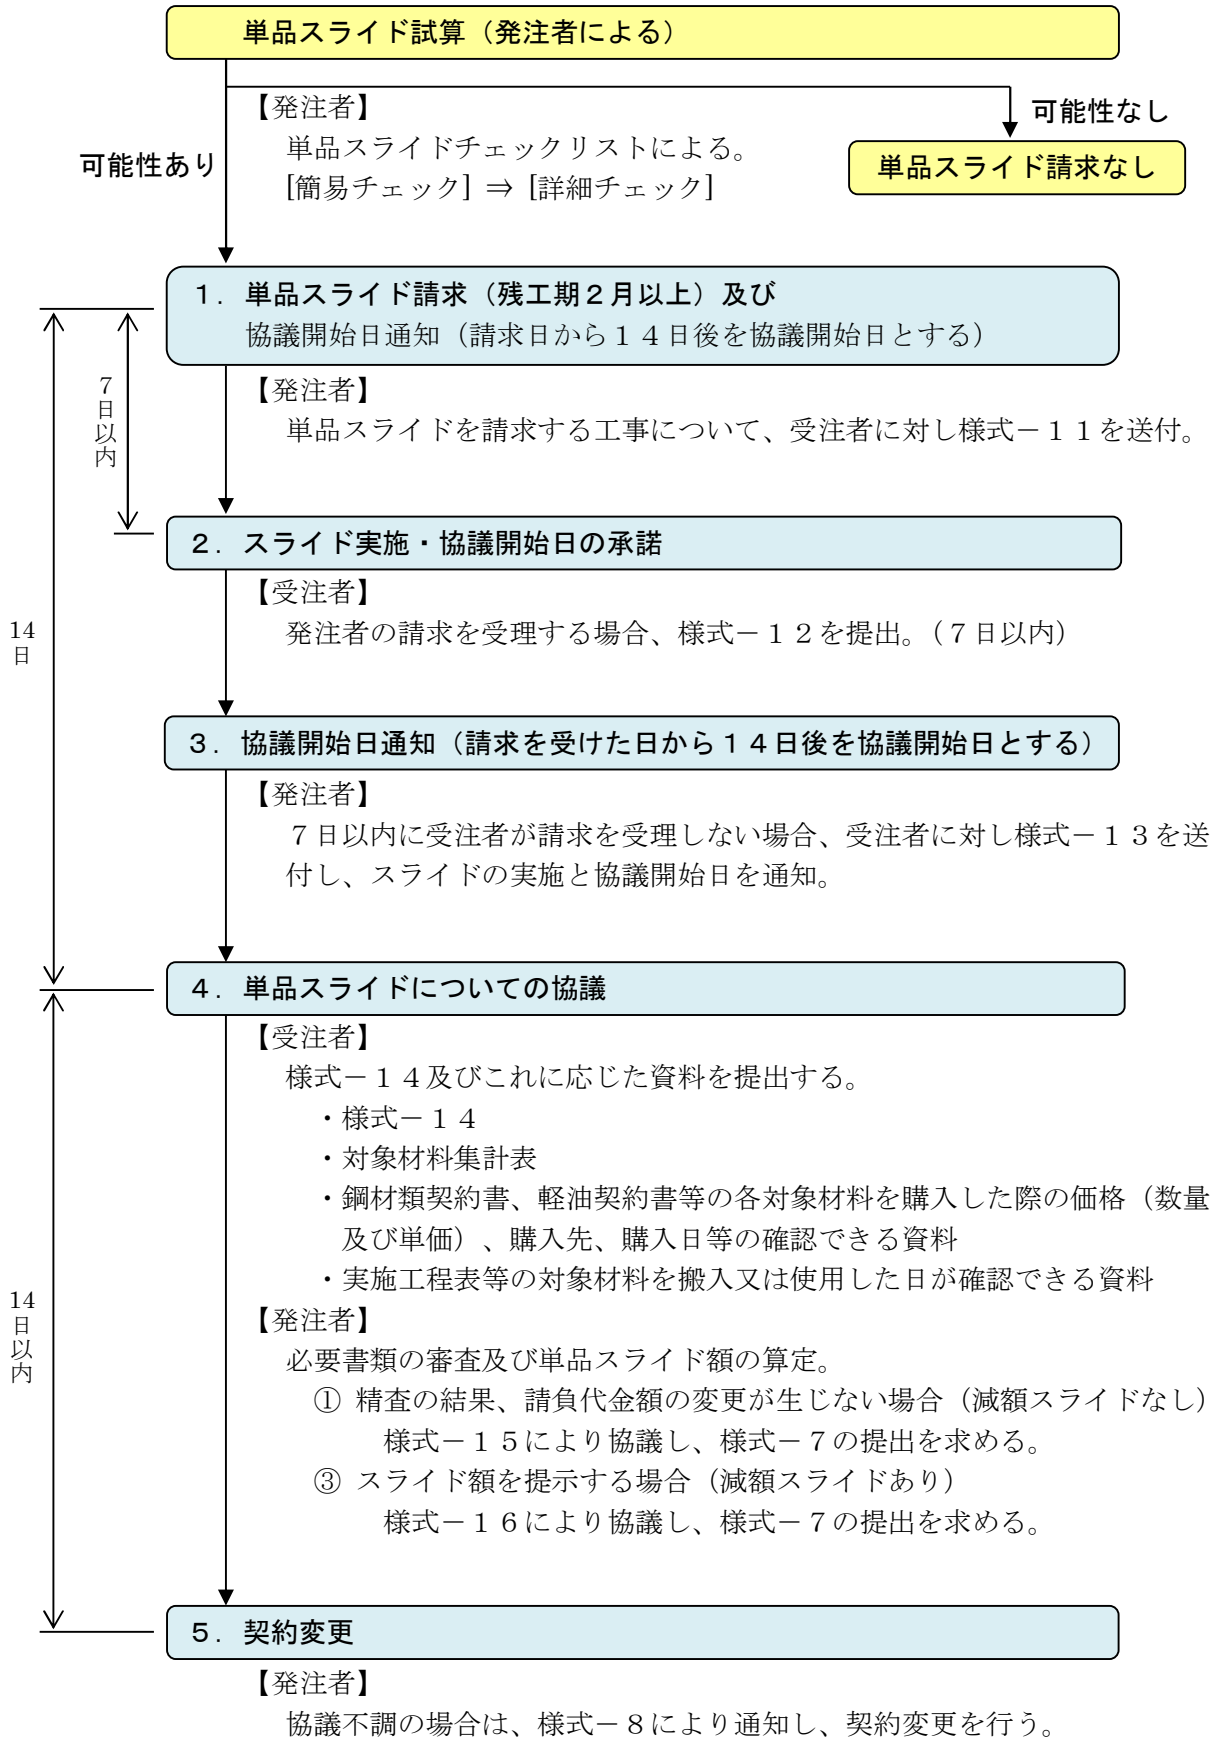 単品スライド試算（発注者による）
【発注者】
可能性なし
単品スライドチェックリストによる。
可能性あり
単品スライド請求なし
[簡易チェック] ⇒ [詳細チェック]
１．単品スライド請求（残工期２月以上）及び
協議開始日通知（請求日から１４日後を協議開始日とする）
7日以内
【発注者】
単品スライドを請求する工事について、受注者に対し様式－１１を送付。
２．スライド実施・協議開始日の承諾
14日
【受注者】
発注者の請求を受理する場合、様式－１２を提出。（７日以内）
３．協議開始日通知（請求を受けた日から１４日後を協議開始日とする）
【発注者】
７日以内に受注者が請求を受理しない場合、受注者に対し様式－１３を送
付し、スライドの実施と協議開始日を通知。
４．単品スライドについての協議
14日以内
【受注者】
様式－１４及びこれに応じた資料を提出する。
・様式－１４
・対象材料集計表
・鋼材類契約書、軽油契約書等の各対象材料を購入した際の価格（数量
及び単価）、購入先、購入日等の確認できる資料
・実施工程表等の対象材料を搬入又は使用した日が確認できる資料
【発注者】
必要書類の審査及び単品スライド額の算定。
① 精査の結果、請負代金額の変更が生じない場合（減額スライドなし）
様式－１５により協議し、様式－７の提出を求める。
③ スライド額を提示する場合（減額スライドあり）
様式－１６により協議し、様式－７の提出を求める。
５．契約変更
【発注者】
協議不調の場合は、様式－８により通知し、契約変更を行う。